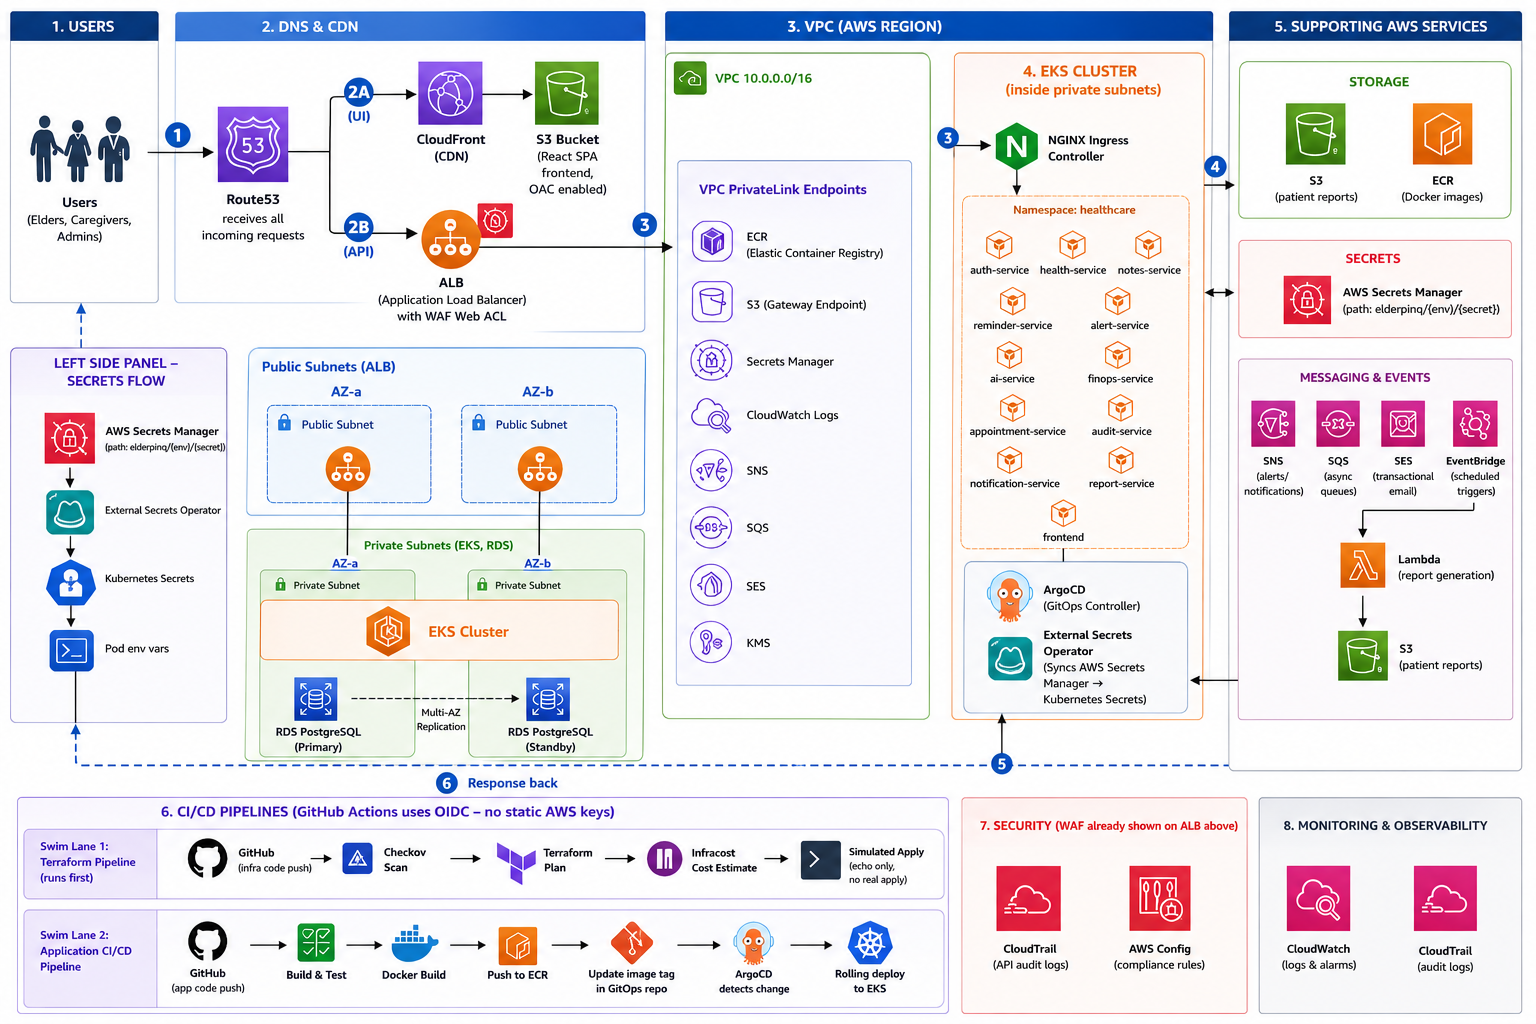 1. USERS
Users
(Elders, Caregivers,
Admins)
1
2. DNS & CDN
53
Route53
receives all
incoming requests
2A
(UI)
CloudFront
(CDN)
S3 Bucket
(React SPA
frontend,
OAC enabled)
2B
(API)
ALB
(Application Load Balancer)
with WAF Web ACL
3
3. VPC (AWS REGION)
VPC 10.0.0.0/16
VPC PrivateLink Endpoints
ECR
(Elastic Container Registry)
S3 (Gateway Endpoint)
Secrets Manager
CloudWatch Logs
SNS
SQS
SES
KMS
4. EKS CLUSTER
(inside private subnets)
3
N
NGINX Ingress
Controller
Namespace: healthcare
auth-service
health-service
notes-service
reminder-service
alert-service
ai-service
finops-service
appointment-service
audit-service
notification-service
report-service
frontend
ArgoCD
(GitOps Controller)
External Secrets
Operator
(Syncs AWS Secrets
Manager →
Kubernetes Secrets)
4
5
5. SUPPORTING AWS SERVICES
STORAGE
S3
(patient reports)
ECR
(Docker images)
SECRETS
AWS Secrets Manager
(path: elderpinq/{env}/{secret})
MESSAGING & EVENTS
SNS
(alerts/
notifications)
SQS
(async
queues)
SES
(transactional
email)
EventBridge
(scheduled
triggers)
Lambda
(report generation)
S3
(patient reports)
LEFT SIDE PANEL –
SECRETS FLOW
AWS Secrets Manager
(path: elderpinq/{env}/{secret})
External Secrets Operator
Kubernetes Secrets
Pod env vars
Public Subnets (ALB)
AZ-a
AZ-b
Public Subnet
Public Subnet
Private Subnets (EKS, RDS)
AZ-a
AZ-b
Private Subnet
Private Subnet
EKS Cluster
Multi-AZ
Replication
RDS PostgreSQL
(Primary)
RDS PostgreSQL
(Standby)
6 Response back
6. CI/CD PIPELINES (GitHub Actions uses OIDC – no static AWS keys)
Swim Lane 1:
Terraform Pipeline
(runs first)
GitHub
(infra code push)
Checkov
Scan
Terraform
Plan
Infracost
Cost Estimate
Simulated Apply
(echo only,
no real apply)
Swim Lane 2:
Application CI/CD
Pipeline
GitHub
(app code push)
Build & Test
Docker Build
Push to ECR
Update image tag
in GitOps repo
ArgoCD
detects change
Rolling deploy
to EKS
7. SECURITY (WAF already shown on ALB above)
CloudTrail
(API audit logs)
AWS Config
(compliance rules)
8. MONITORING & OBSERVABILITY
CloudWatch
(logs & alarms)
CloudTrail
(audit logs)